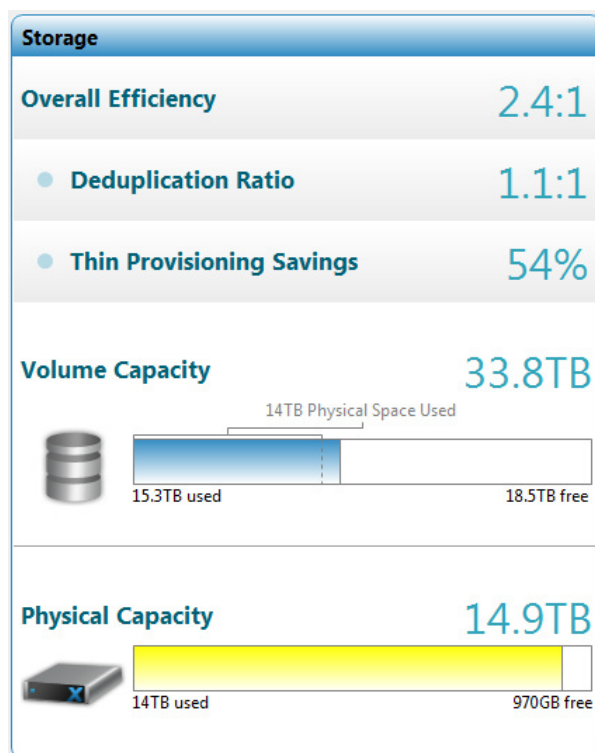 Storage
Overall Efficiency 2.4:1
Deduplication Ratio 1.1:1
Thin Provisioning Savings 54%
Volume Capacity 33.8TB
14TB Physical Space Used
15.3TB used 18.5TB free
Physical Capacity 14.9TB
X
14TB used 970GB free